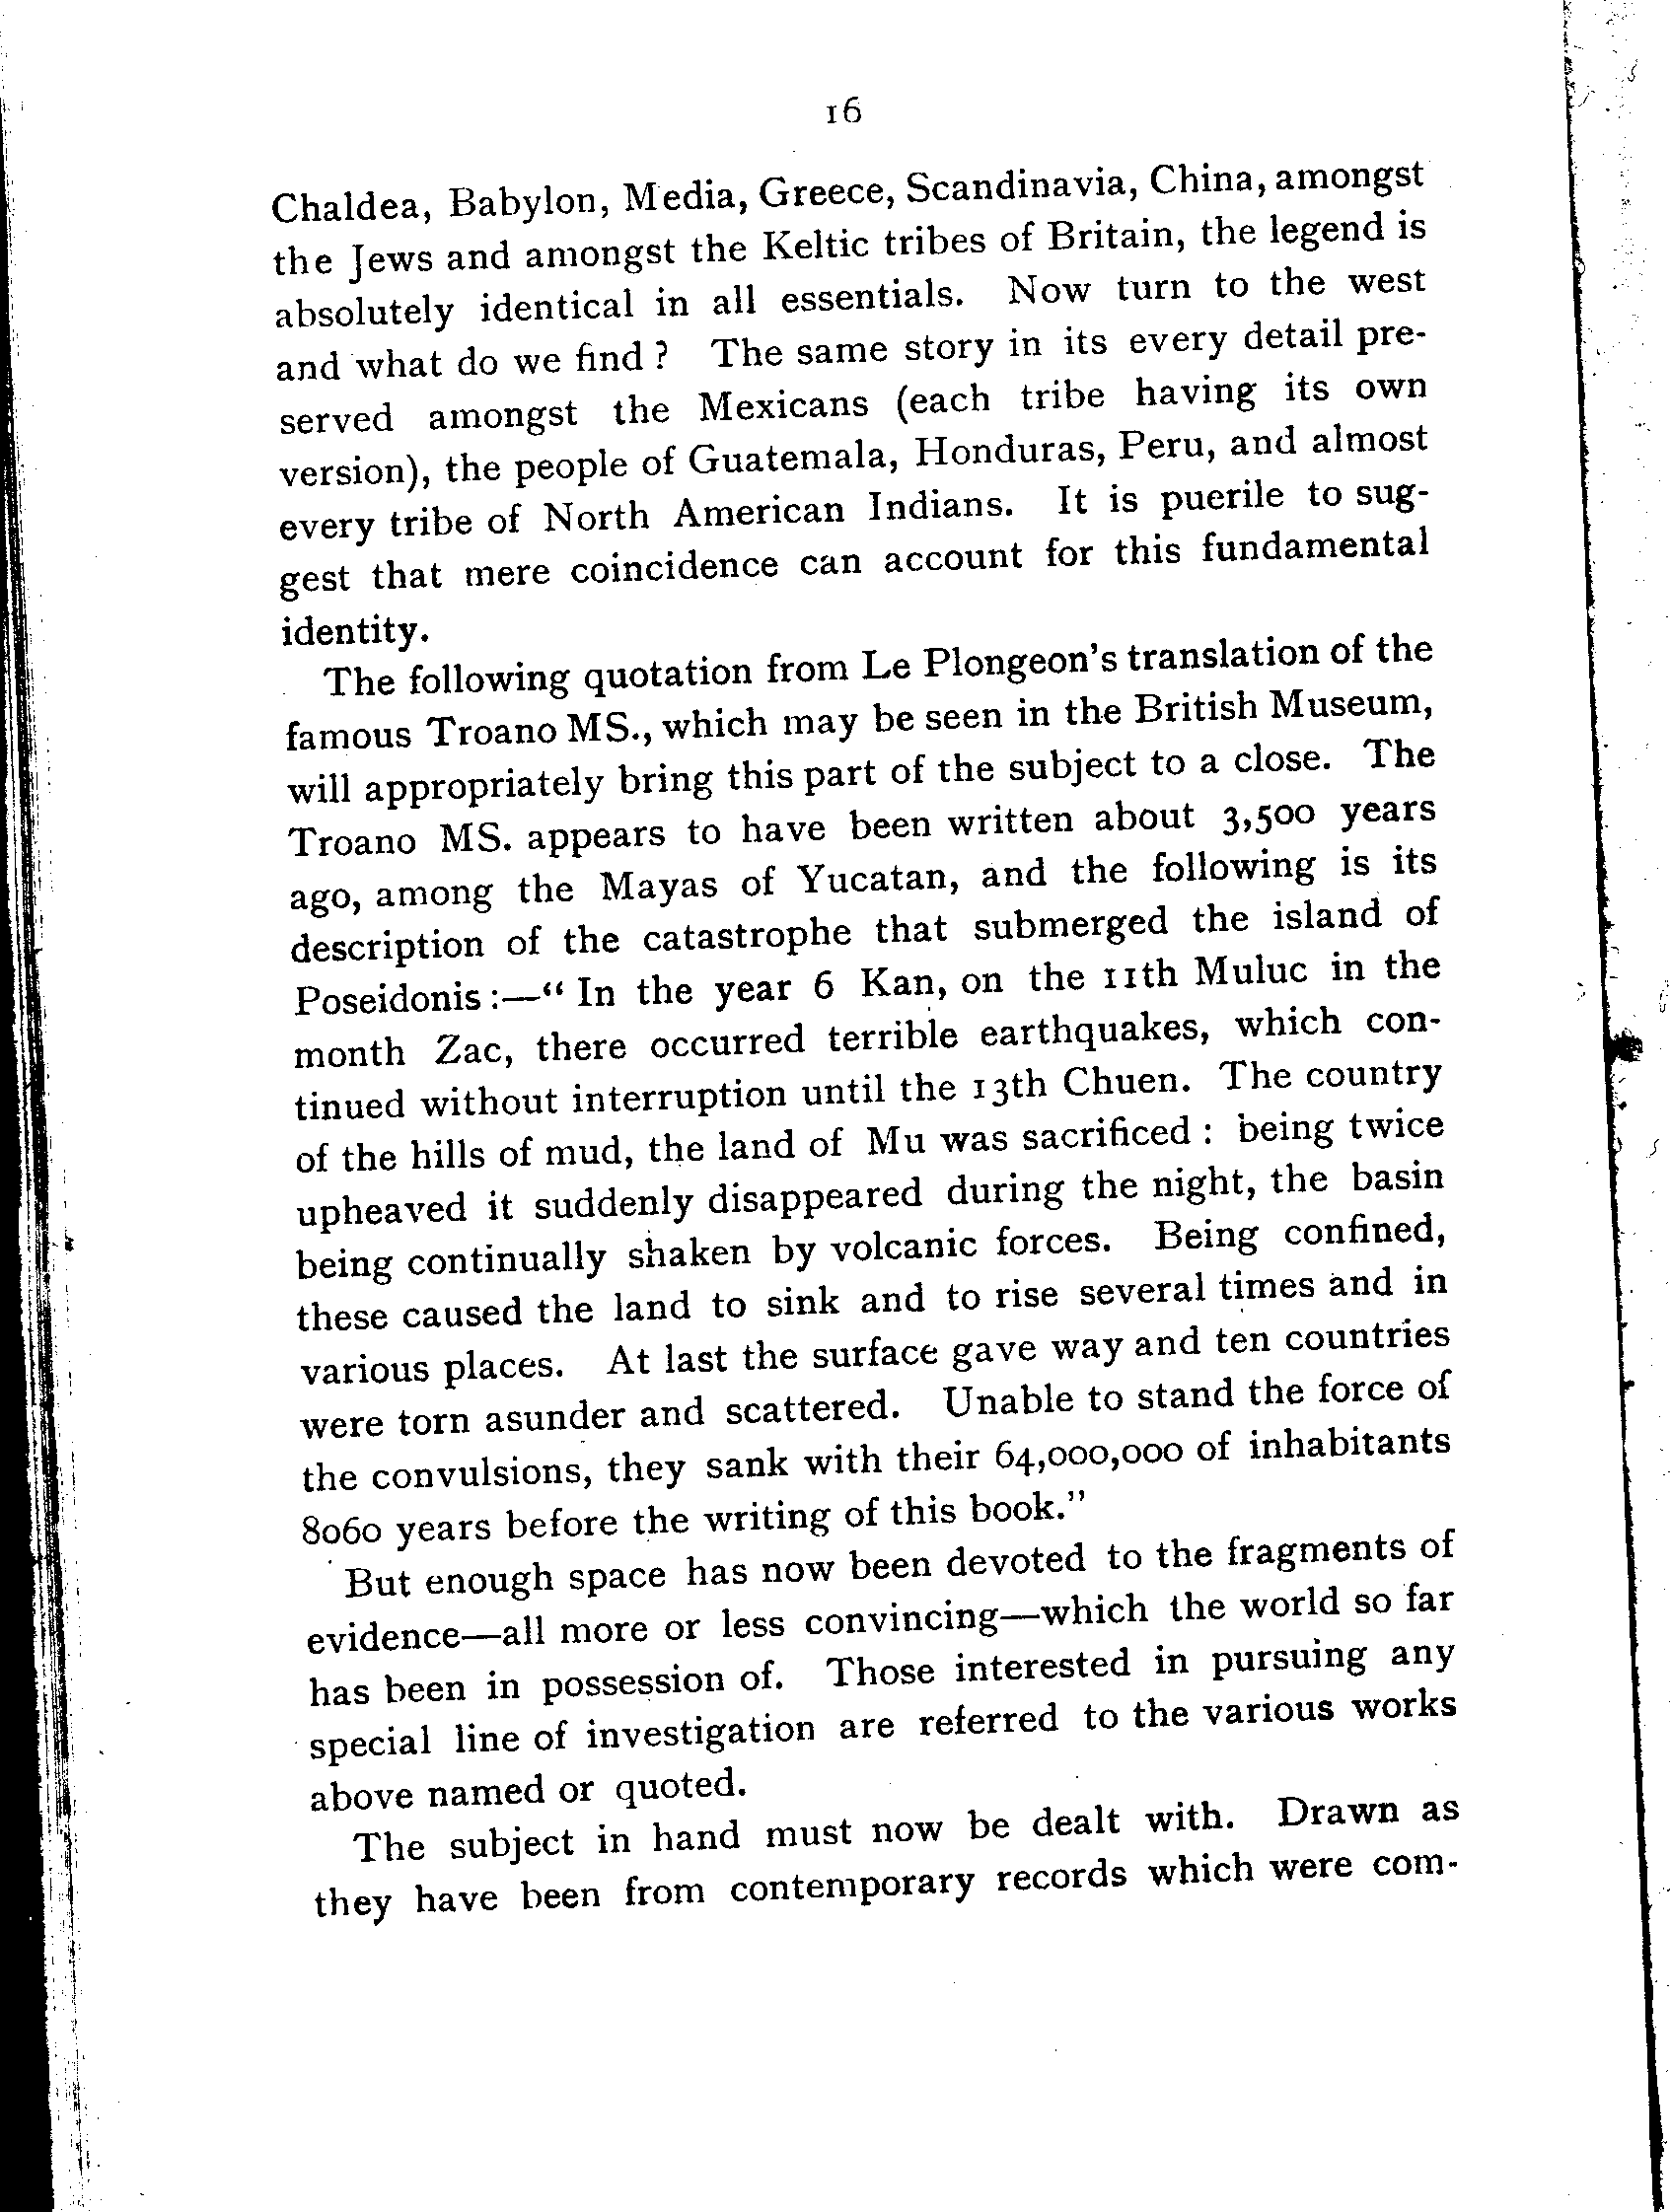 16
Chaldea, Babylon, Media, Greece, Scandinavia, China, amongst
the Jews and amongst the Keltic tribes of Britain, the legend is
absolutely identical in all essentials. Now turn to the west
and what do we find ? The same story in its every detail pre-
served amongst the Mexicans (each tribe having its own
version), the people of Guatemala, Honduras, Peru, and almost
every tribe of North American Indians. It is puerile to sug-
gest that mere coincidence can account for this fundamental
identity.
The following quotation from Le Plongeon's translation of the
famous Troano MS., which may be seen in the British Museum,
will appropriately bring this part of the subject to a close. The
Troano MS. appears to have been written about 3,500 years
ago, among the Mayas of Yucatan, and the following is its
description of the catastrophe that submerged the island of
Poseidonis :—“ In the year 6 Kan, on the 11th Muluc in the
month Zac, there occurred terrible earthquakes, which con-
tinued without interruption until the 13th Chuen. The country
of the hills of mud, the land of Mu was sacrificed : being twice
upheaved it suddenly disappeared during the night, the basin
being continually shaken by volcanic forces. Being confined,
these caused the land to sink and to rise several times and in
various places. At last the surface gave way and ten countries
were torn asunder and scattered. Unable to stand the force of
the convulsions, they sank with their 64,000,000 of inhabitants
8060 years before the writing of this book.”
But enough space has now been devoted to the fragments of
evidence—all more or less convincing—which the world so far
has been in possession of. Those interested in pursuing any
special line of investigation are referred to the various works
above named or quoted.
The subject in hand must now be dealt with. Drawn as
they have been from contemporary records which were com-